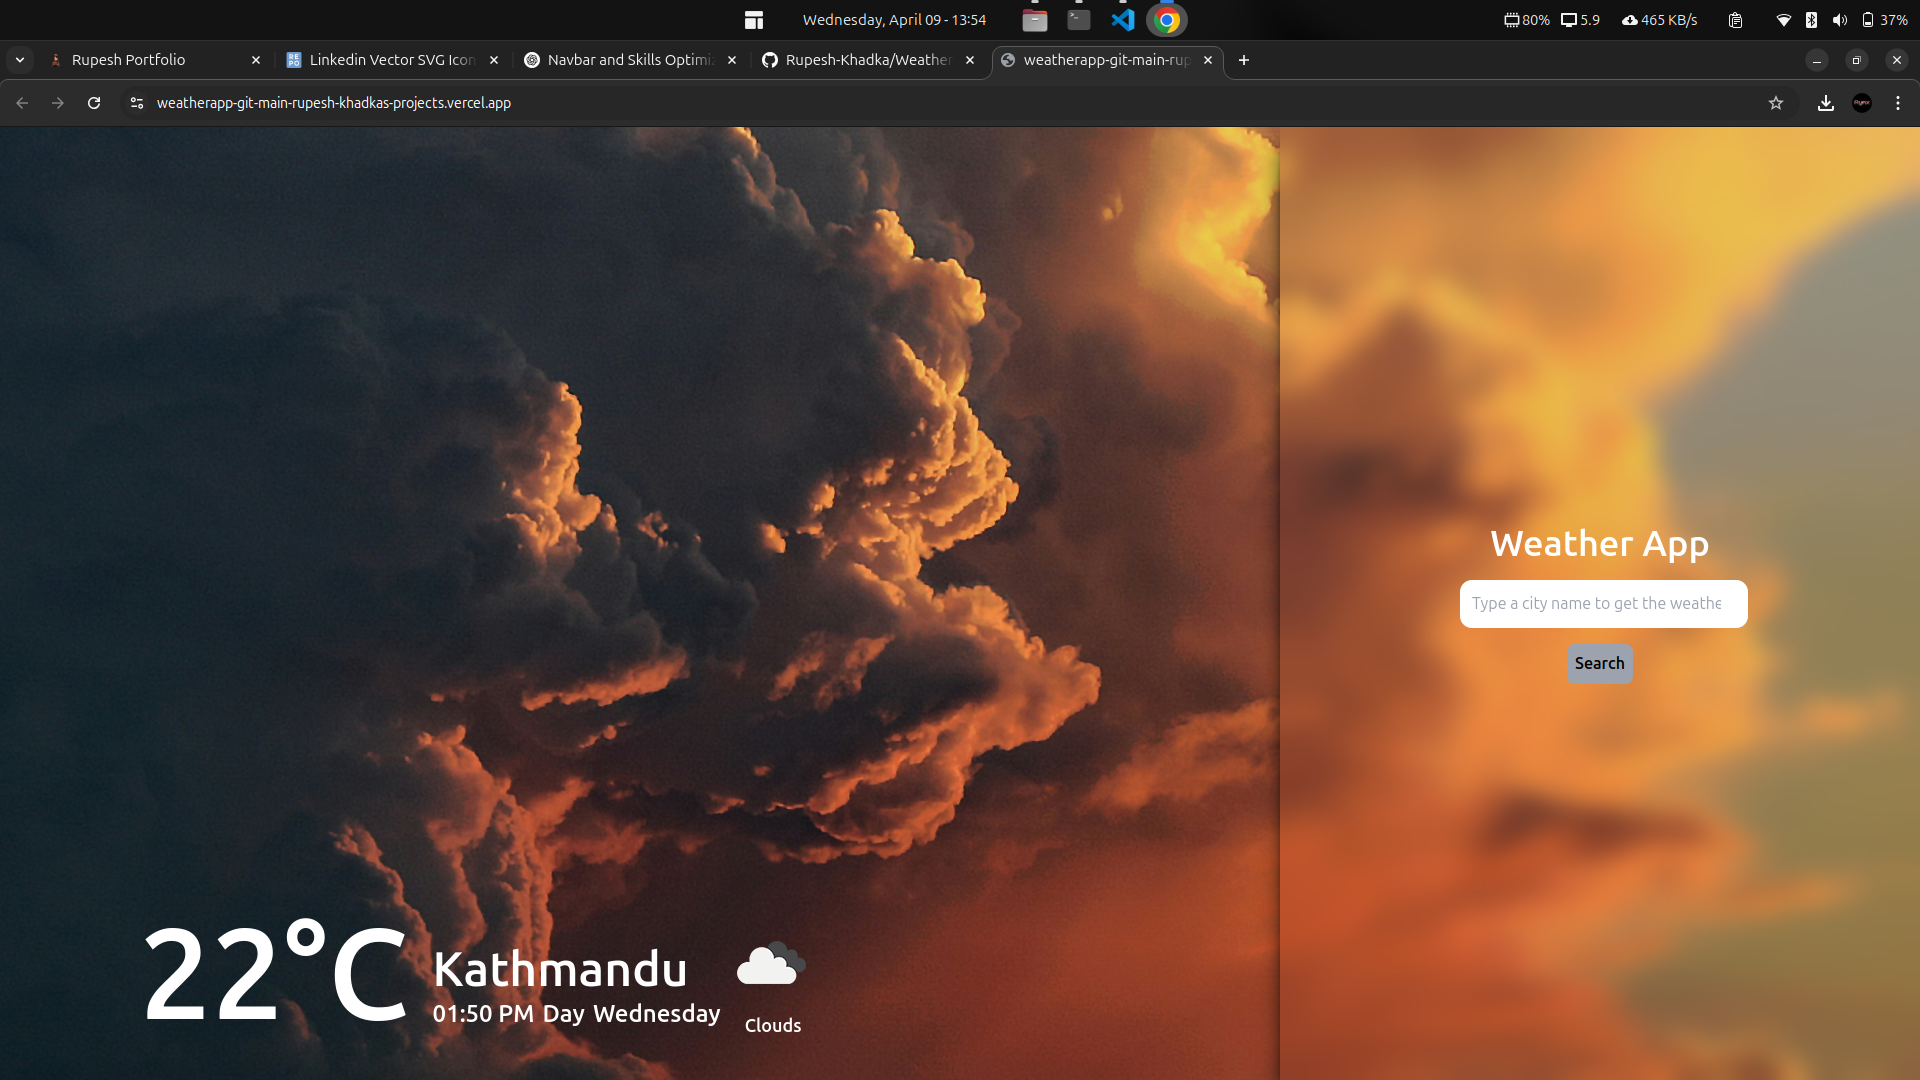 Wednesday, April 09 - 13:54
80% 5.9 465 KB/s 37%
Rupesh Portfolio
Linkedin Vector SVG Icon
Navbar and Skills Optimi
Rupesh-Khadka/Weather
weatherapp-git-main-rup
weatherapp-git-main-rupesh-khadkas-projects.vercel.app
Weather App
Type a city name to get the weathe
Search
22°C
Kathmandu
01:50 PM Day Wednesday
Clouds